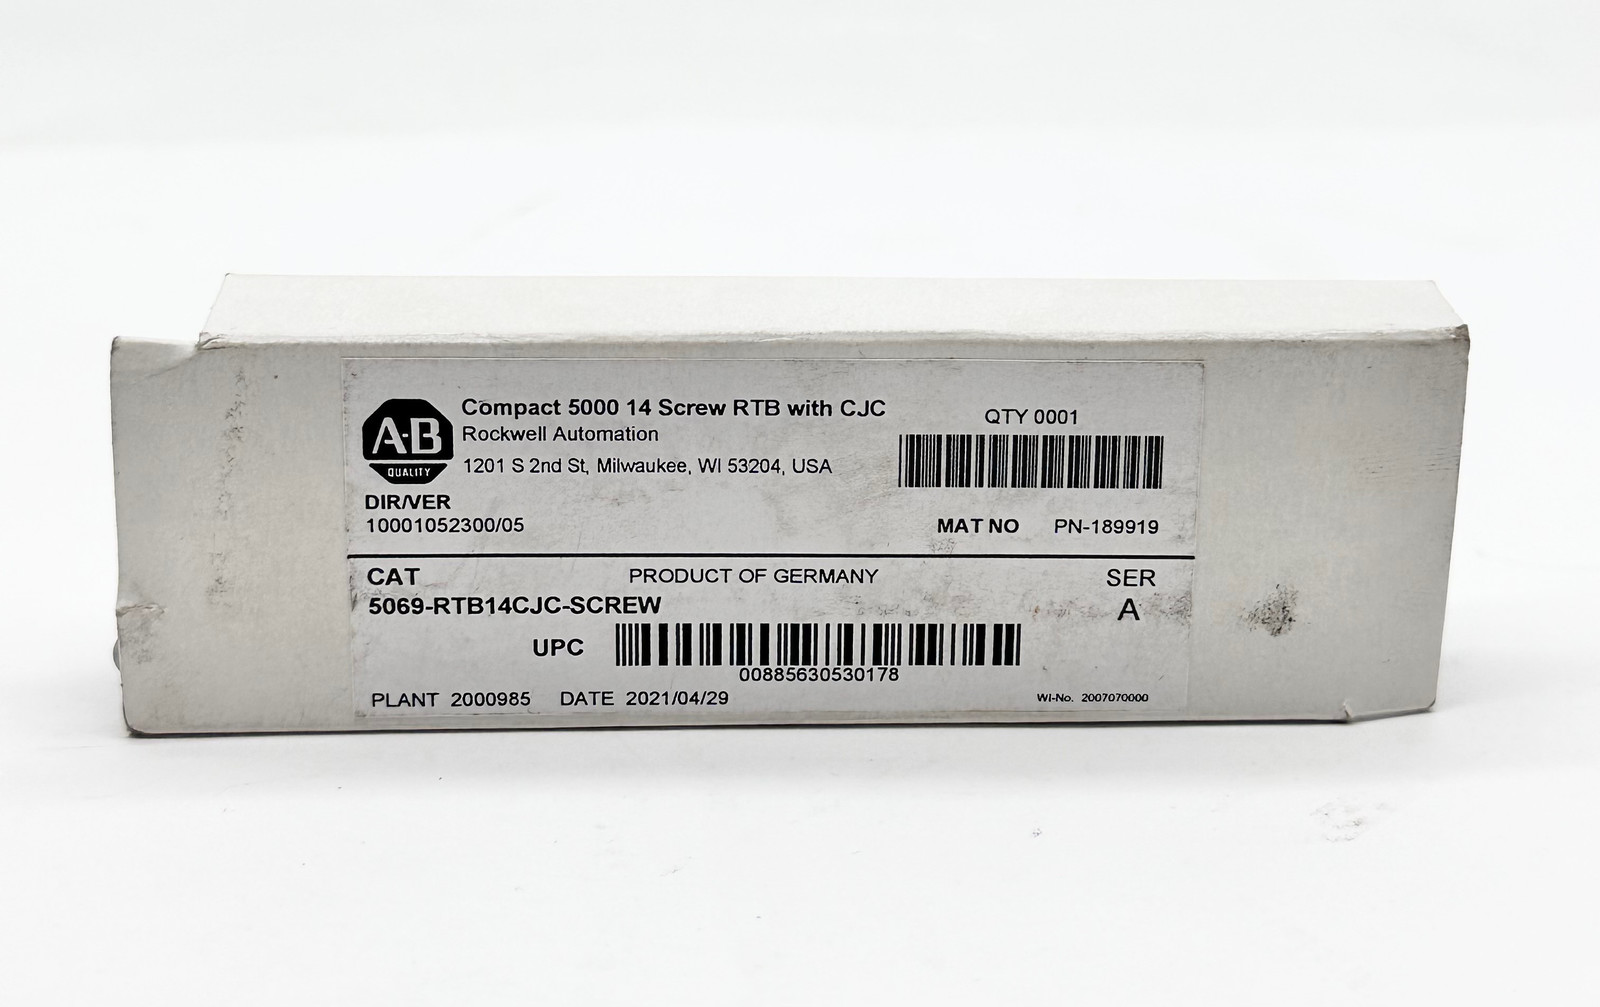 A-B
QUALITY
Compact 5000 14 Screw RTB with CJC
Rockwell Automation
1201 S 2nd St, Milwaukee, WI 53204, USA
QTY 0001
DIR/VER
10001052300/05
MAT NO PN-189919
CAT
5069-RTB14CJC-SCREW
PRODUCT OF GERMANY
SER
A
UPC
00885630530178
PLANT 2000985 DATE 2021/04/29
WI-No. 2007070000